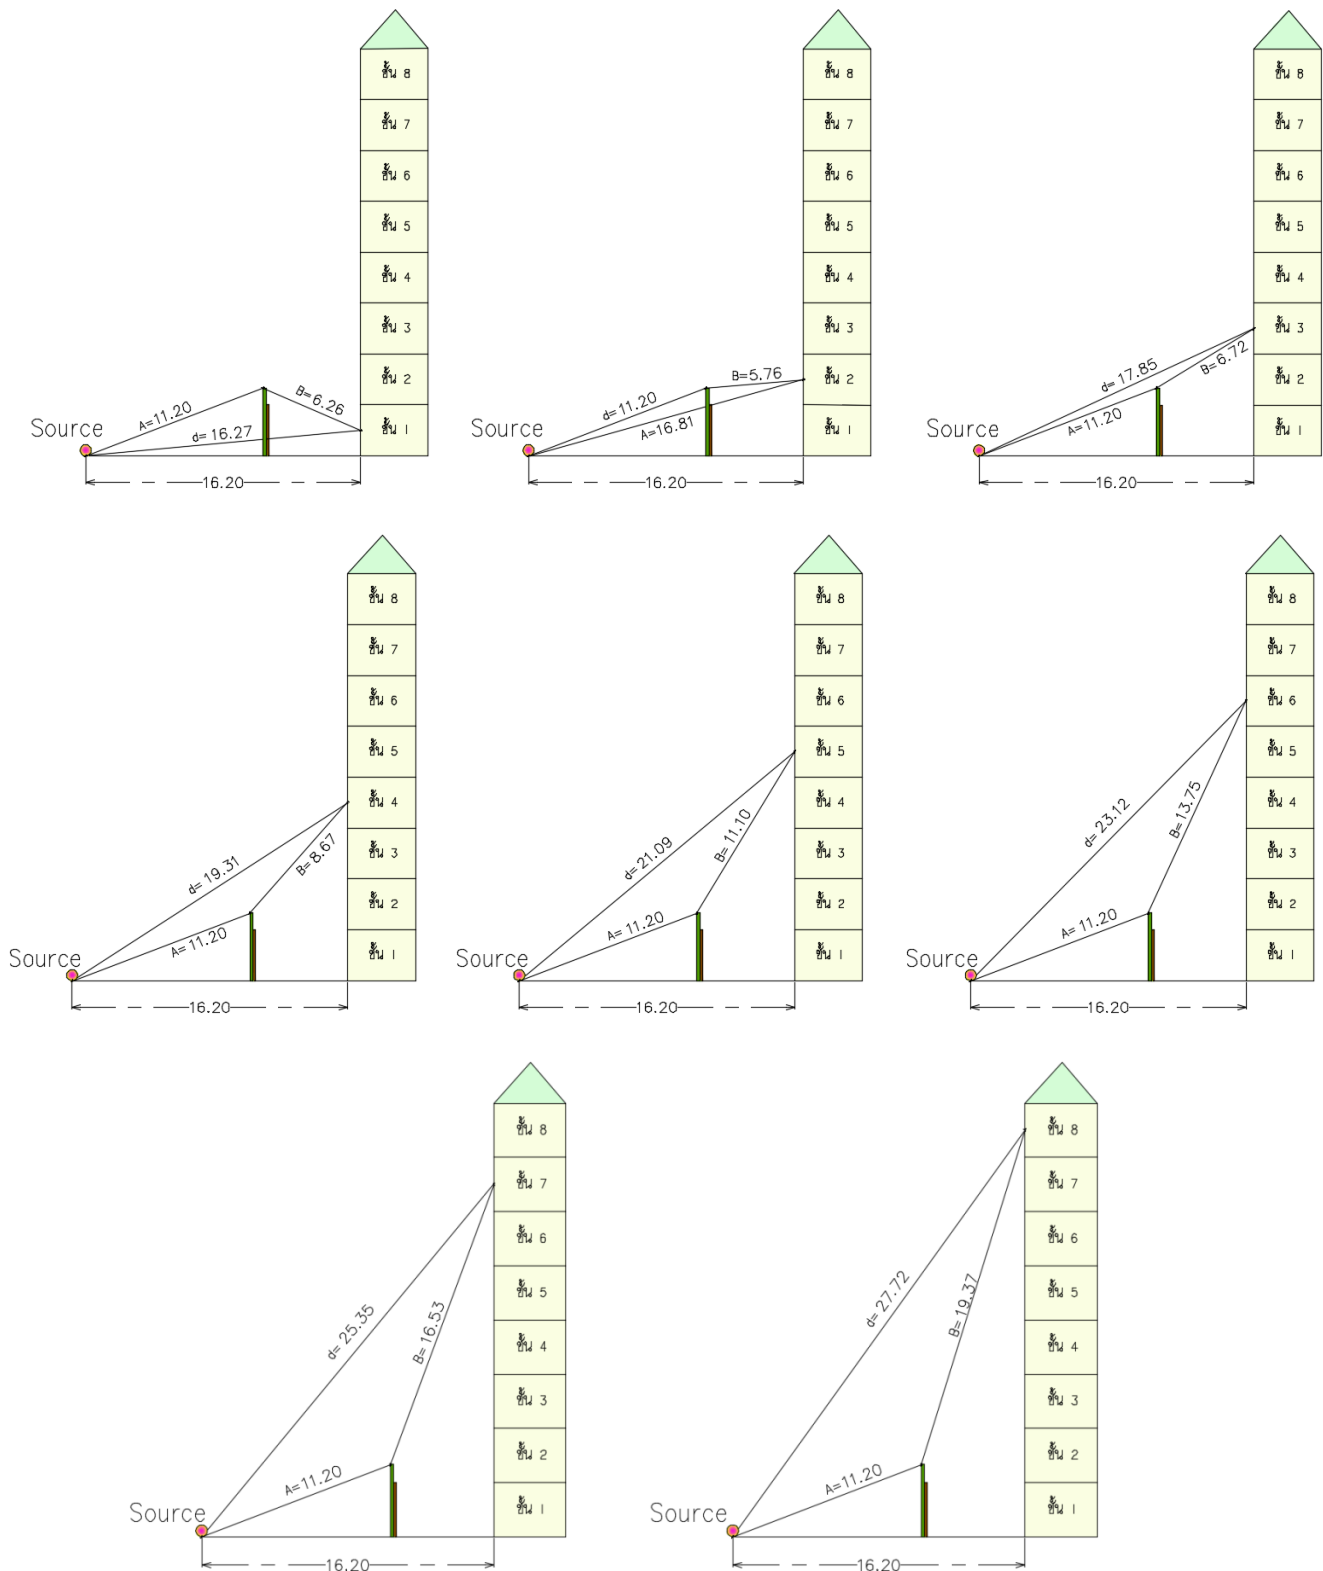 ชั้น 8
ชั้น 7
ชั้น 6
ชั้น 5
ชั้น 4
ชั้น 3
ชั้น 2
ชั้น 1
Source
A=11.20
B=6.26
d=16.27
16.20
ชั้น 8
ชั้น 7
ชั้น 6
ชั้น 5
ชั้น 4
ชั้น 3
ชั้น 2
ชั้น 1
Source
d=11.20
B=5.76
A=16.81
16.20
ชั้น 8
ชั้น 7
ชั้น 6
ชั้น 5
ชั้น 4
ชั้น 3
ชั้น 2
ชั้น 1
Source
d=17.85
B=6.72
A=11.20
16.20
ชั้น 8
ชั้น 7
ชั้น 6
ชั้น 5
ชั้น 4
ชั้น 3
ชั้น 2
ชั้น 1
Source
d=19.31
B=8.67
A=11.20
16.20
ชั้น 8
ชั้น 7
ชั้น 6
ชั้น 5
ชั้น 4
ชั้น 3
ชั้น 2
ชั้น 1
Source
d=21.09
B=11.10
A=11.20
16.20
ชั้น 8
ชั้น 7
ชั้น 6
ชั้น 5
ชั้น 4
ชั้น 3
ชั้น 2
ชั้น 1
Source
d=23.12
B=13.75
A=11.20
16.20
ชั้น 8
ชั้น 7
ชั้น 6
ชั้น 5
ชั้น 4
ชั้น 3
ชั้น 2
ชั้น 1
Source
d=25.35
B=16.53
A=11.20
16.20
ชั้น 8
ชั้น 7
ชั้น 6
ชั้น 5
ชั้น 4
ชั้น 3
ชั้น 2
ชั้น 1
Source
d=27.72
B=19.37
A=11.20
16.20